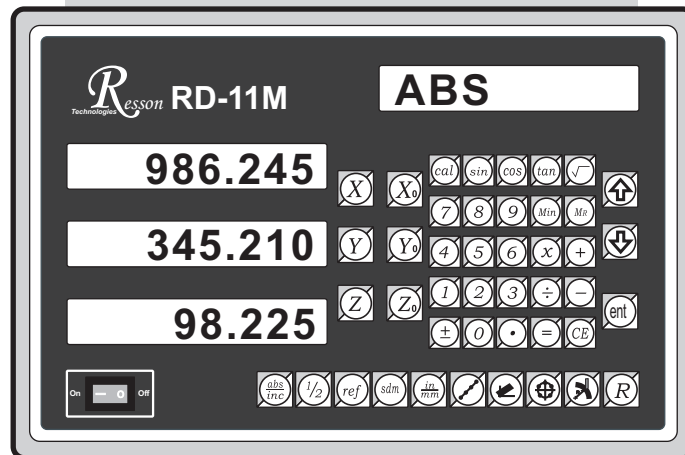 Resson Technologies RD-11M
ABS
986.245
345.210
98.225
X X₀
Y Y₀
Z Z₀
cal sin cos tan √
7 8 9 Min MR
4 5 6 x +
1 2 3 ÷ −
± 0 • = CE
ent
On — O Off
abs/inc 1/2 ref sdm in/mm R